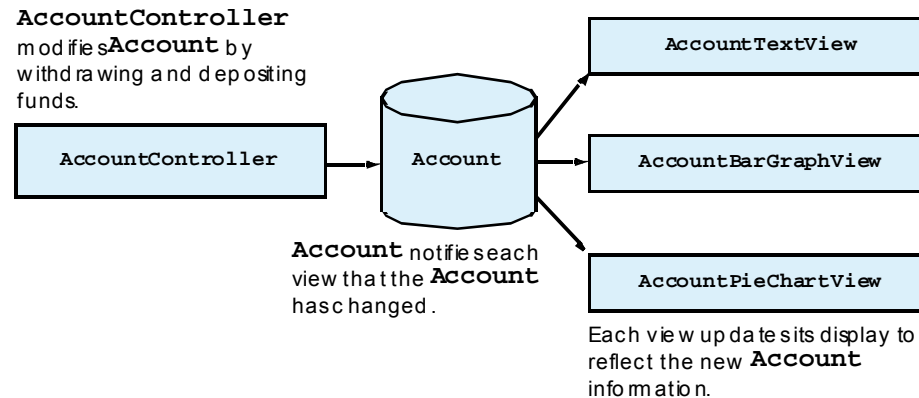 AccountController
modifies Account by
withdrawing and depositing
funds.
AccountController
Account
AccountTextView
AccountBarGraphView
AccountPieChartView
Account notifies each
view that the Account
has changed.
Each view updates its display to
reflect the new Account
information.